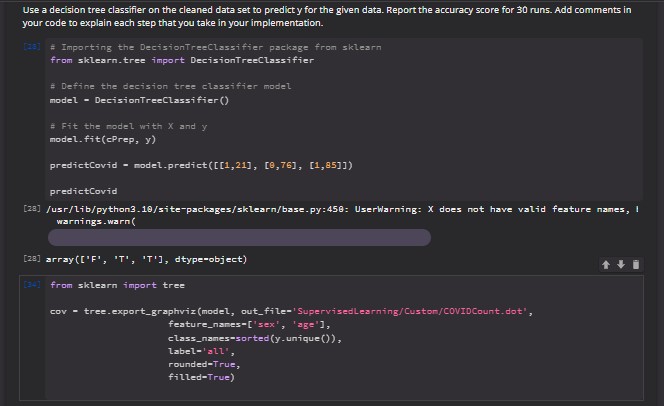 Use a decision tree classifier on the cleaned data set to predict y for the given data. Report the accuracy score for 30 runs. Add comments in
your code to explain each step that you take in your implementation.
[28] # Importing the DecisionTreeClassifier package from sklearn
from sklearn.tree import DecisionTreeClassifier
# Define the decision tree classifier model
model = DecisionTreeClassifier()
# Fit the model with X and y
model.fit(cPrep, y)
predictCovid = model.predict([[1,21], [0,76], [1,85]])
predictCovid
[28] /usr/lib/python3.10/site-packages/sklearn/base.py:450: UserWarning: X does not have valid feature names,
warnings.warn(
[28] array(['F', 'T', 'T'], dtype=object)
from sklearn import tree
cov = tree.export_graphviz(model, out_file='SupervisedLearning/Custom/COVIDCount.dot',
feature_names=['sex', 'age'],
class_names=sorted(y.unique()),
label='all',
rounded=True,
filled=True)